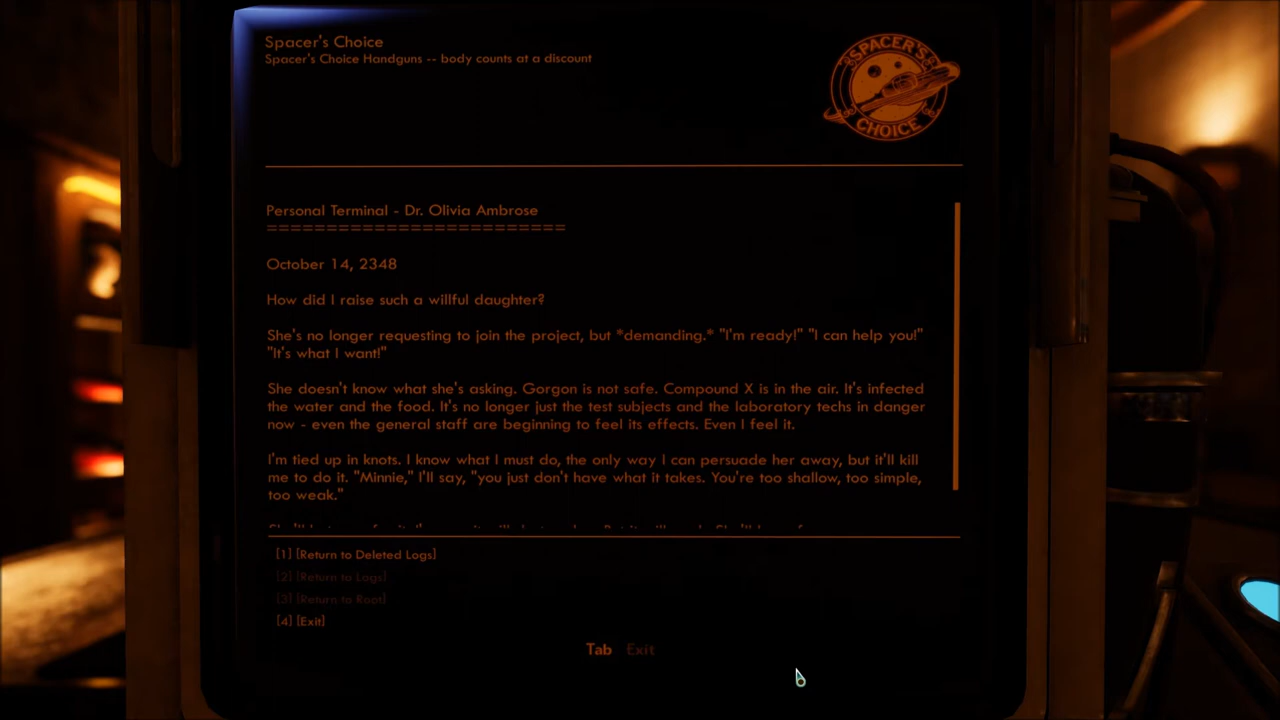 Spacer's Choice
Spacer's Choice Handguns -- body counts at a discount
SPACER'S
CHOICE
Personal Terminal - Dr. Olivia Ambrose
=========================
October 14, 2348
How did I raise such a willful daughter?
She's no longer requesting to join the project, but *demanding.* "I'm ready!" "I can help you!"
"It's what I want!"
She doesn't know what she's asking. Gorgon is not safe. Compound X is in the air. It's infected
the water and the food. It's no longer just the test subjects and the laboratory techs in danger
now - even the general staff are beginning to feel its effects. Even I feel it.
I'm tied up in knots. I know what I must do, the only way I can persuade her away, but it'll kill
me to do it. "Minnie," I'll say, "you just don't have what it takes. You're too shallow, too simple,
too weak."
[1] [Return to Deleted Logs]
[2] [Return to Logs]
[3] [Return to Root]
[4] [Exit]
Tab Exit